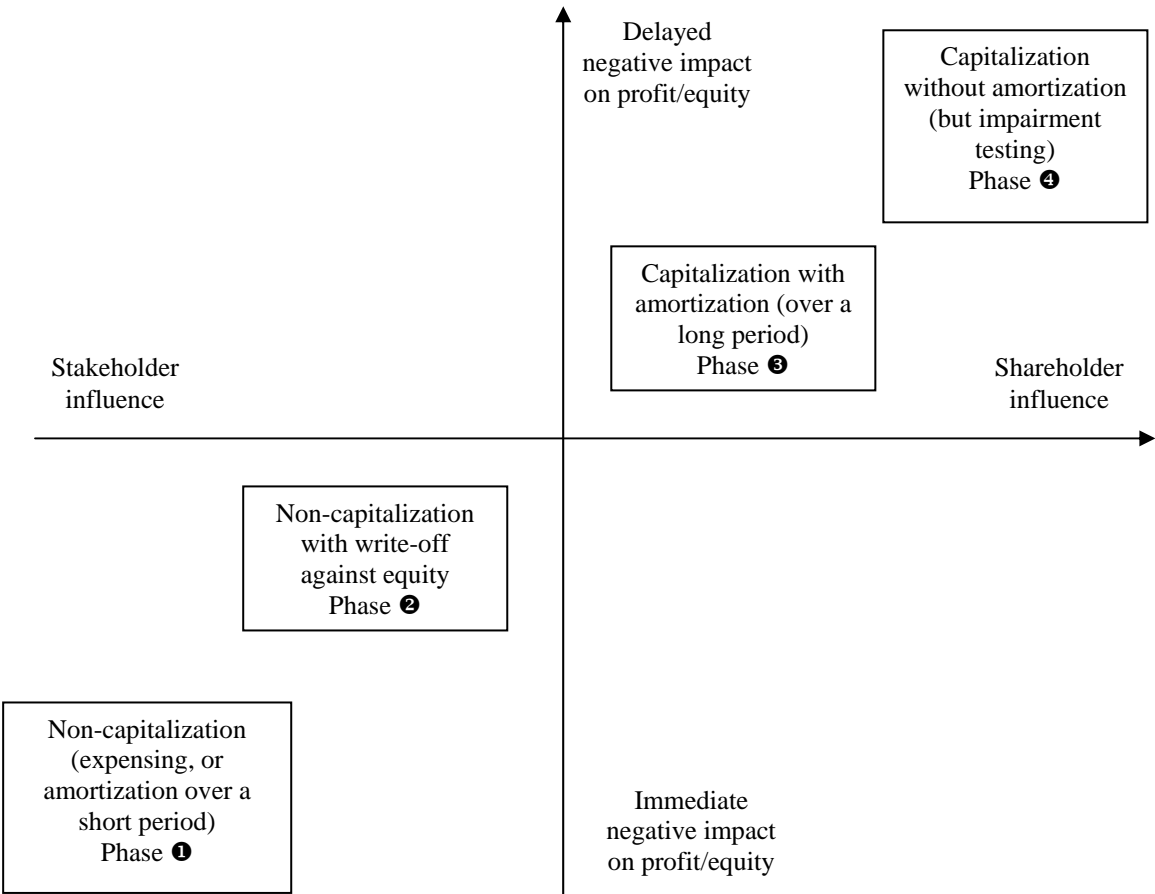 Delayed
negative impact
on profit/equity
Capitalization
without amortization
(but impairment
testing)
Phase ❹
Capitalization with
amortization (over a
long period)
Phase ❸
Stakeholder
influence
Shareholder
influence
Non-capitalization
with write-off
against equity
Phase ❷
Non-capitalization
(expensing, or
amortization over a
short period)
Phase ❶
Immediate
negative impact
on profit/equity